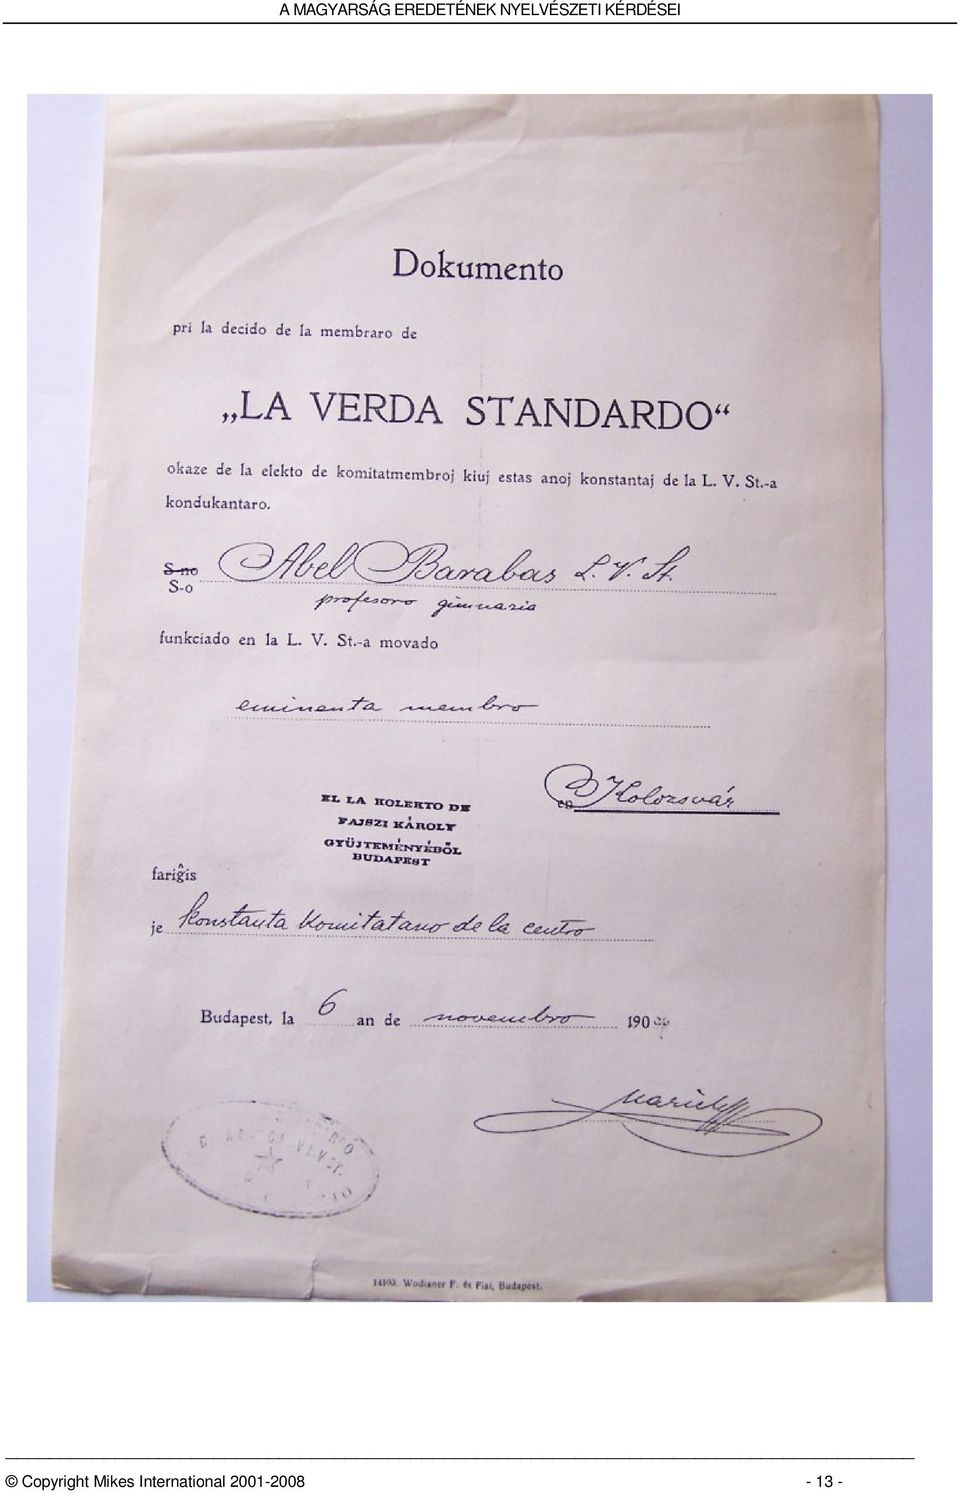 A MAGYARSÁG EREDETÉNEK NYELVÉSZETI KÉRDÉSEI
Dokumento
pri la decido de la membraro de
„LA VERDA STANDARDO“
okaze de la elekto de komitatmembroj kiuj estas anoj konstantaj de la L. V. St.-a
kondukantaro.
S-no
S-o Abel Barabas L. V. St.
profesoro gimnazia
funkciado en la L. V. St.-a movado
eminenta membro
en Kolozsvár
EL LA KOLEKTO DE
FAJSZI KÁROLY
GYŰJTEMÉNYÉBŐL
BUDAPEST
fariĝis
je konstanta komitatano de la centro
Budapest, la 6 an de novembro 190
14100. Wodianer F. és Fiai, Budapest.
© Copyright Mikes International 2001-2008 - 13 -